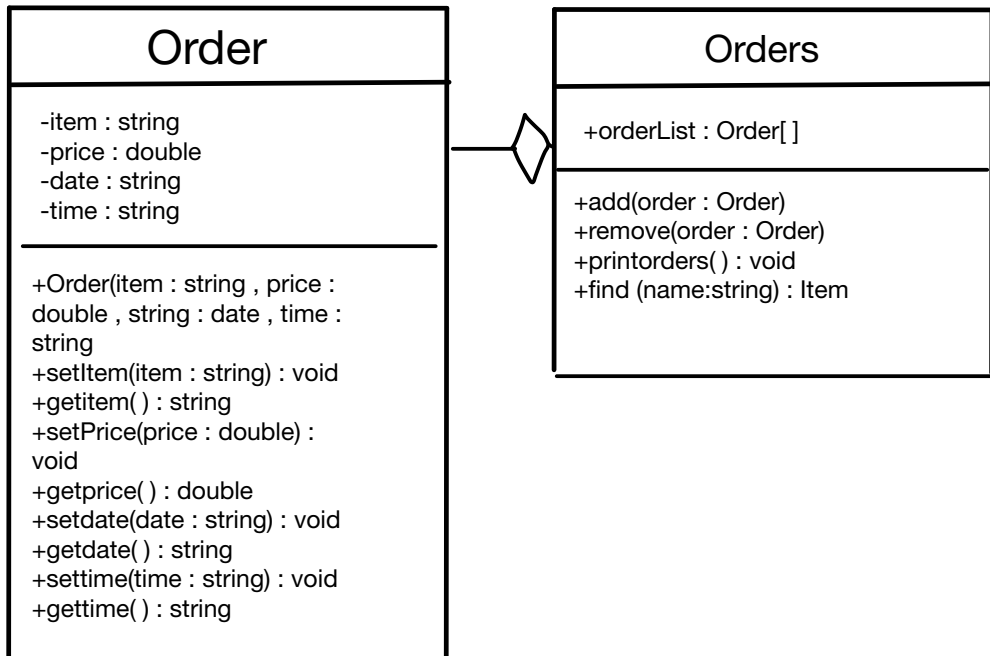 Order
-item : string
-price : double
-date : string
-time : string
+Order(item : string , price :
double , string : date , time :
string
+setItem(item : string) : void
+getitem( ) : string
+setPrice(price : double) :
void
+getprice( ) : double
+setdate(date : string) : void
+getdate( ) : string
+settime(time : string) : void
+gettime( ) : string
Orders
+orderList : Order[ ]
+add(order : Order)
+remove(order : Order)
+printorders( ) : void
+find (name:string) : Item